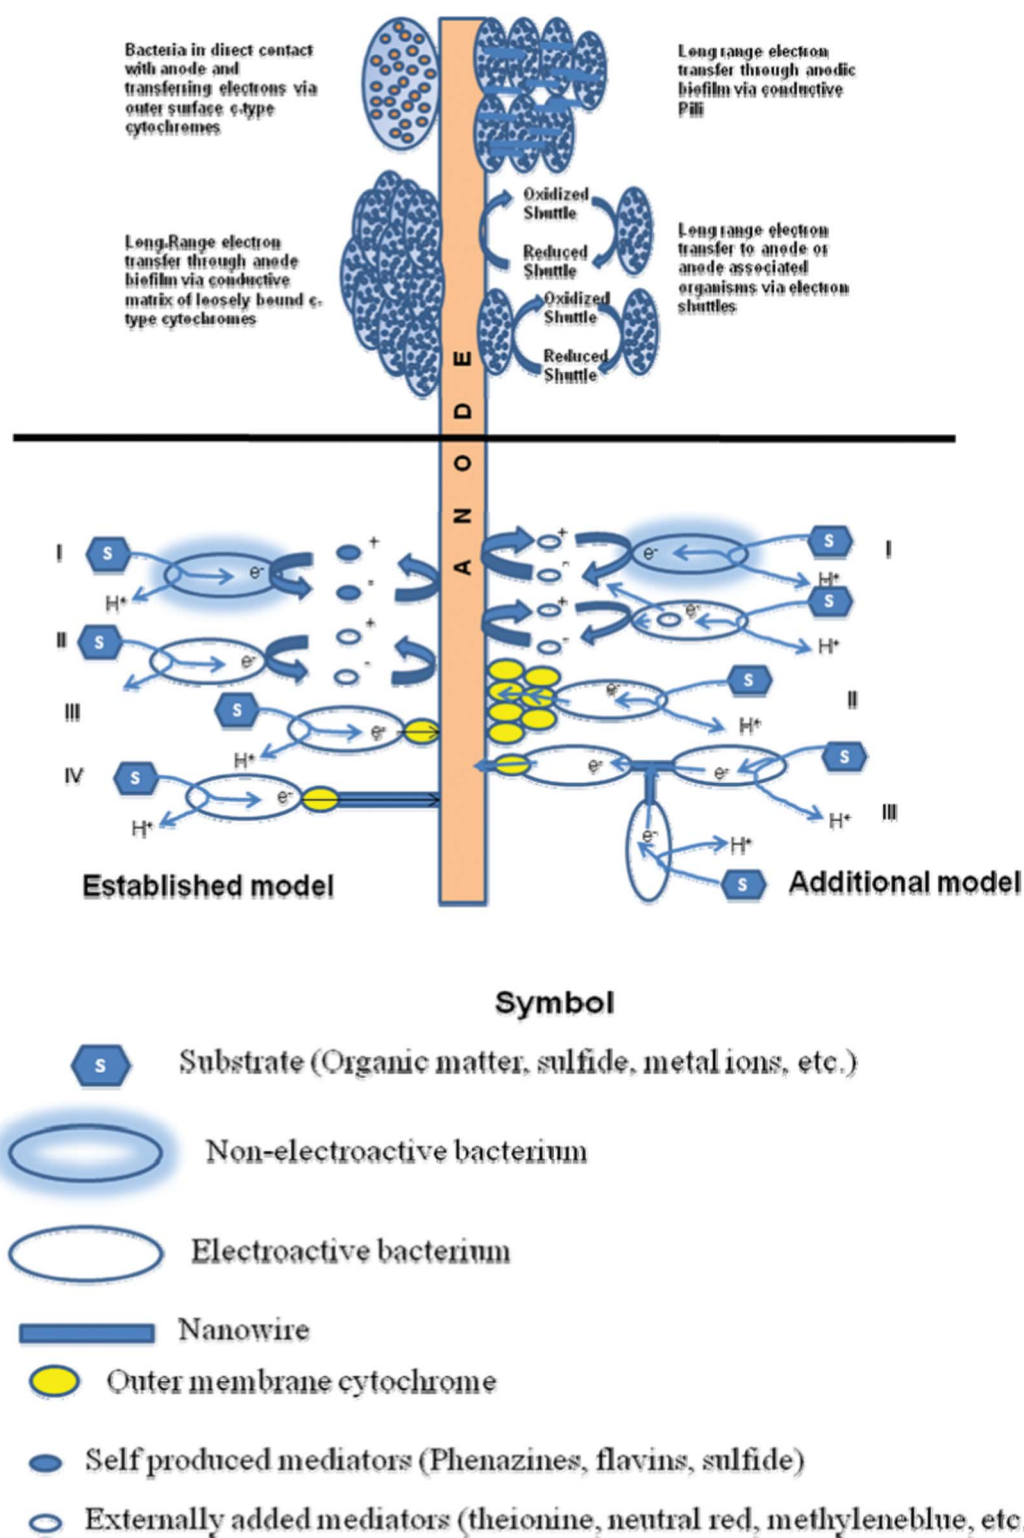 Bacteria in direct contact
with anode and
transferring electrons via
outer surface c-type
cytochromes
Long range electron
transfer through anodic
biofilm via conductive
Pili
Long-Range electron
transfer through anode
biofilm via conductive
matrix of loosely bound c-
type cytochromes
Oxidized
Shuttle
Reduced
Shuttle
Oxidized
Shuttle
Reduced
Shuttle
Long range electron
transfer to anode or
anode associated
organisms via electron
shuttles
ANODE
I
S
e-
H+
+
-
II
S
e-
+
-
III
S
e-
H+
IV
S
e-
H+
+
-
e-
S
H+
I
+
-
e-
S
H+
e-
S
H+
II
e-
e-
S
H+
III
e-
H+
S
Established model
Additional model
Symbol
S
Substrate (Organic matter, sulfide, metal ions, etc.)
Non-electroactive bacterium
Electroactive bacterium
Nanowire
Outer membrane cytochrome
Self produced mediators (Phenazines, flavins, sulfide)
Externally added mediators (theionine, neutral red, methyleneblue, etc